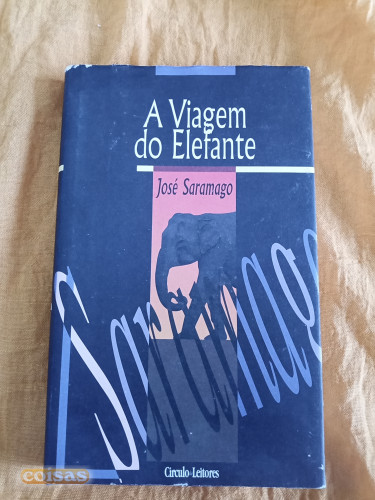 A Viagem
do Elefante
José Saramago
Saramago
Círculo-Leitores
coisas